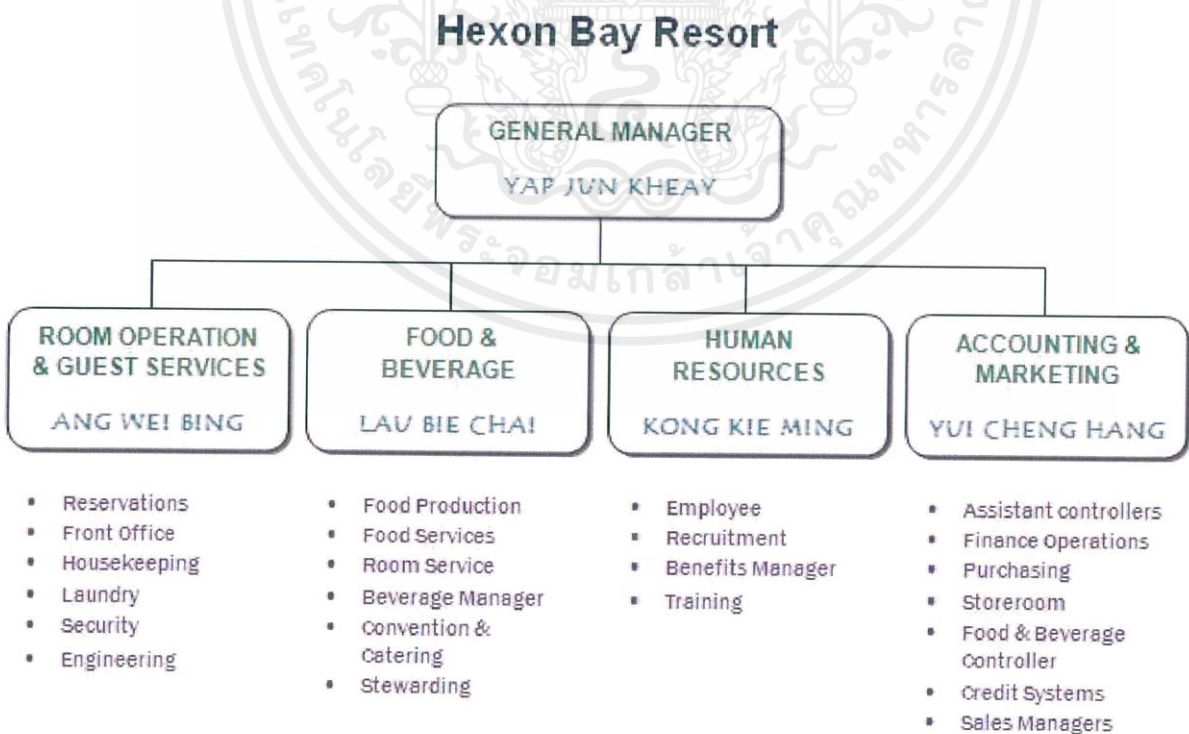 Hexon Bay Resort
GENERAL MANAGER
YAP JUN KHEAY
ROOM OPERATION
& GUEST SERVICES
ANG WEI BING
FOOD &
BEVERAGE
LAU BIE CHAI
HUMAN
RESOURCES
KONG KIE MING
ACCOUNTING &
MARKETING
YUI CHENG HANG
• Reservations
• Front Office
• Housekeeping
• Laundry
• Security
• Engineering
• Food Production
• Food Services
• Room Service
• Beverage Manager
• Convention &
Catering
• Stewarding
• Employee
• Recruitment
• Benefits Manager
• Training
• Assistant controllers
• Finance Operations
• Purchasing
• Storeroom
• Food & Beverage
Controller
• Credit Systems
• Sales Managers